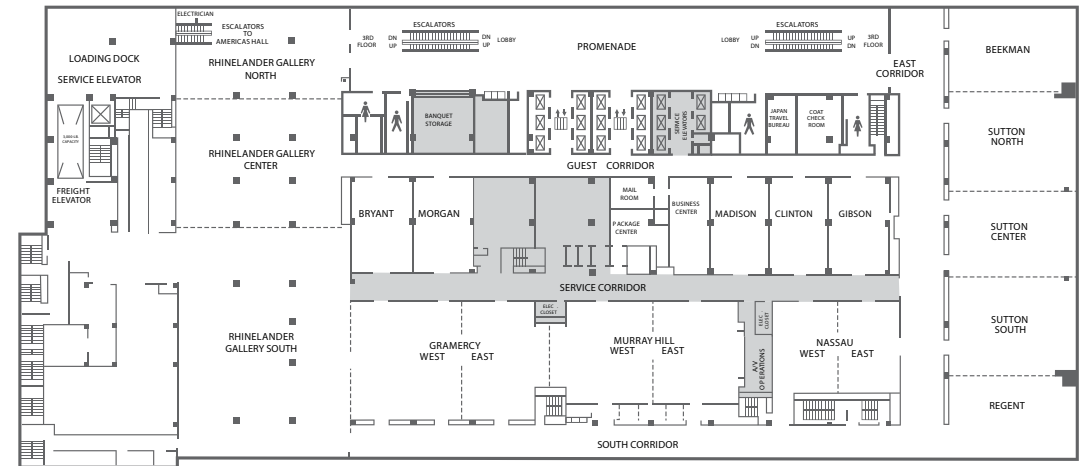 ELECTRICIAN
ESCALATORS
TO
AMERICAS HALL
LOADING DOCK
SERVICE ELEVATOR
RHINELANDER GALLERY
NORTH
3RD
FLOOR
DN
UP
ESCALATORS
DN
UP
LOBBY
PROMENADE
LOBBY
UP
DN
ESCALATORS
UP
DN
3RD
FLOOR
EAST
CORRIDOR
BEEKMAN
BANQUET
STORAGE
SERVICE
ELEVATORS
JAPAN
TRAVEL
BUREAU
COAT
CHECK
ROOM
SUTTON
NORTH
CAPACITY
RHINELANDER GALLERY
CENTER
GUEST CORRIDOR
FREIGHT
ELEVATOR
BRYANT
MORGAN
MAIL
ROOM
PACKAGE
CENTER
BUSINESS
CENTER
MADISON
CLINTON
GIBSON
SUTTON
CENTER
SERVICE CORRIDOR
ELEC.
CLOSET
ELEC.
CLOSET
RHINELANDER
GALLERY SOUTH
GRAMERCY
WEST EAST
MURRAY HILL
WEST EAST
A/V
OPERATIONS
NASSAU
WEST EAST
SUTTON
SOUTH
REGENT
SOUTH CORRIDOR